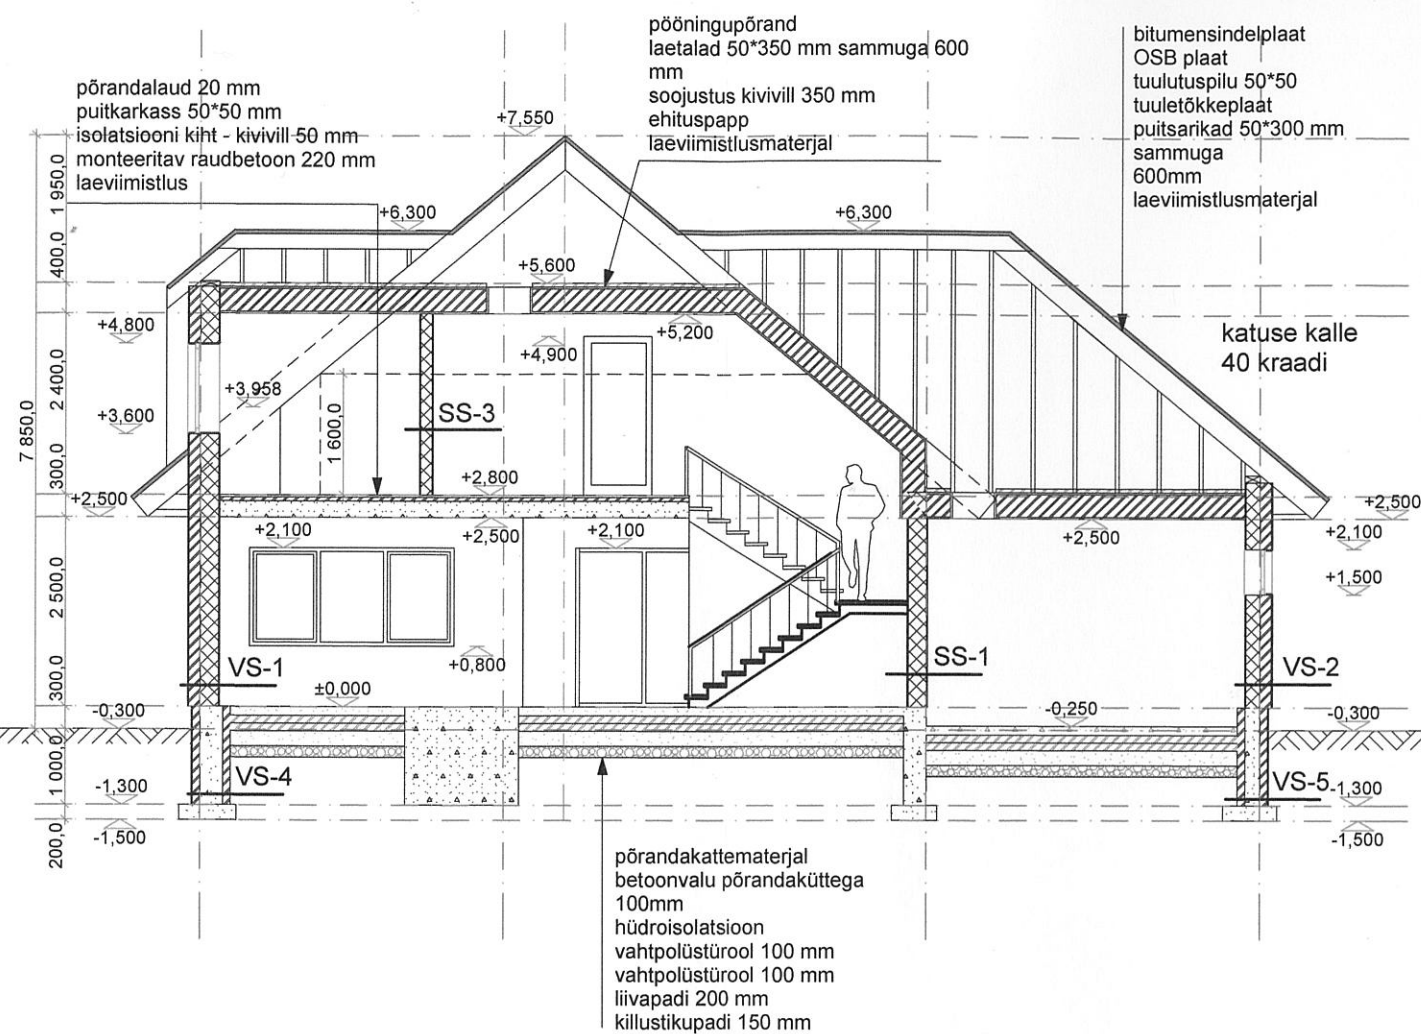 pööningupõrand
laetalad 50*350 mm sammuga 600
mm
soojustus kivivill 350 mm
ehituspapp
laeviimistlusmaterjal
bitumensindelplaat
OSB plaat
tuulutuspilu 50*50
tuuletõkkeplaat
puitsarikad 50*300 mm
sammuga
600mm
laeviimistlusmaterjal
põrandalaud 20 mm
puitkarkass 50*50 mm
isolatsiooni kiht - kivivill 50 mm
monteeritav raudbetoon 220 mm
laeviimistlus
+7,550
1 950,0
+6,300
+6,300
400,0
+5,600
+4,800
+5,200
katuse kalle
40 kraadi
+4,900
2 400,0
+3,958
+3,600
SS-3
7 850,0
1 600,0
300,0
+2,800
+2,500
+2,500
+2,100
+2,500
+2,100
+2,500
+2,100
2 500,0
+1,500
+0,800
VS-1
SS-1
VS-2
300,0
±0,000
-0,300
-0,250
-0,300
1 000,0
VS-4
VS-5
-1,300
-1,300
200,0
-1,500
-1,500
põrandakattematerjal
betoonvalu põrandaküttega
100mm
hüdroisolatsioon
vahtpolüstürool 100 mm
vahtpolüstürool 100 mm
liivapadi 200 mm
killustikupadi 150 mm